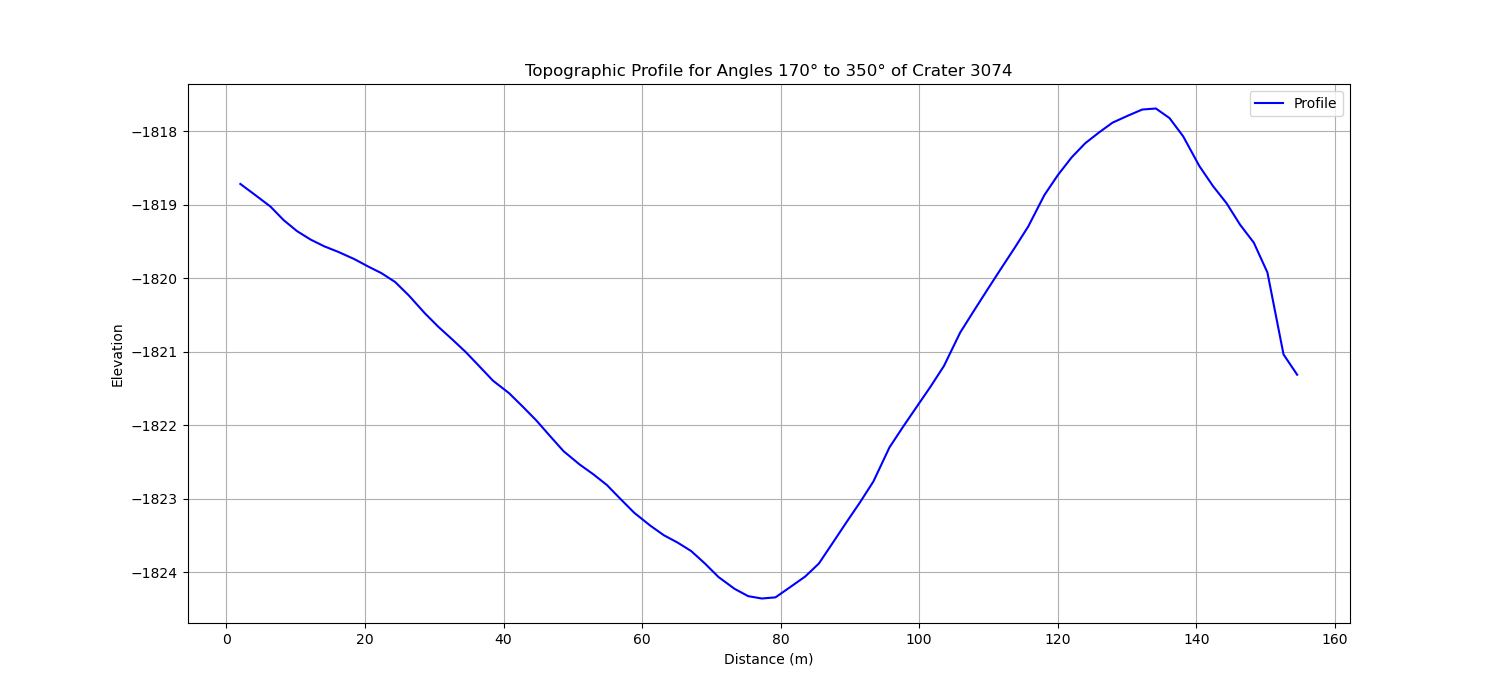 Topographic Profile for Angles 170° to 350° of Crater 3074
Profile
−1818
−1819
−1820
−1821
−1822
−1823
−1824
Elevation
0 20 40 60 80 100 120 140 160
Distance (m)